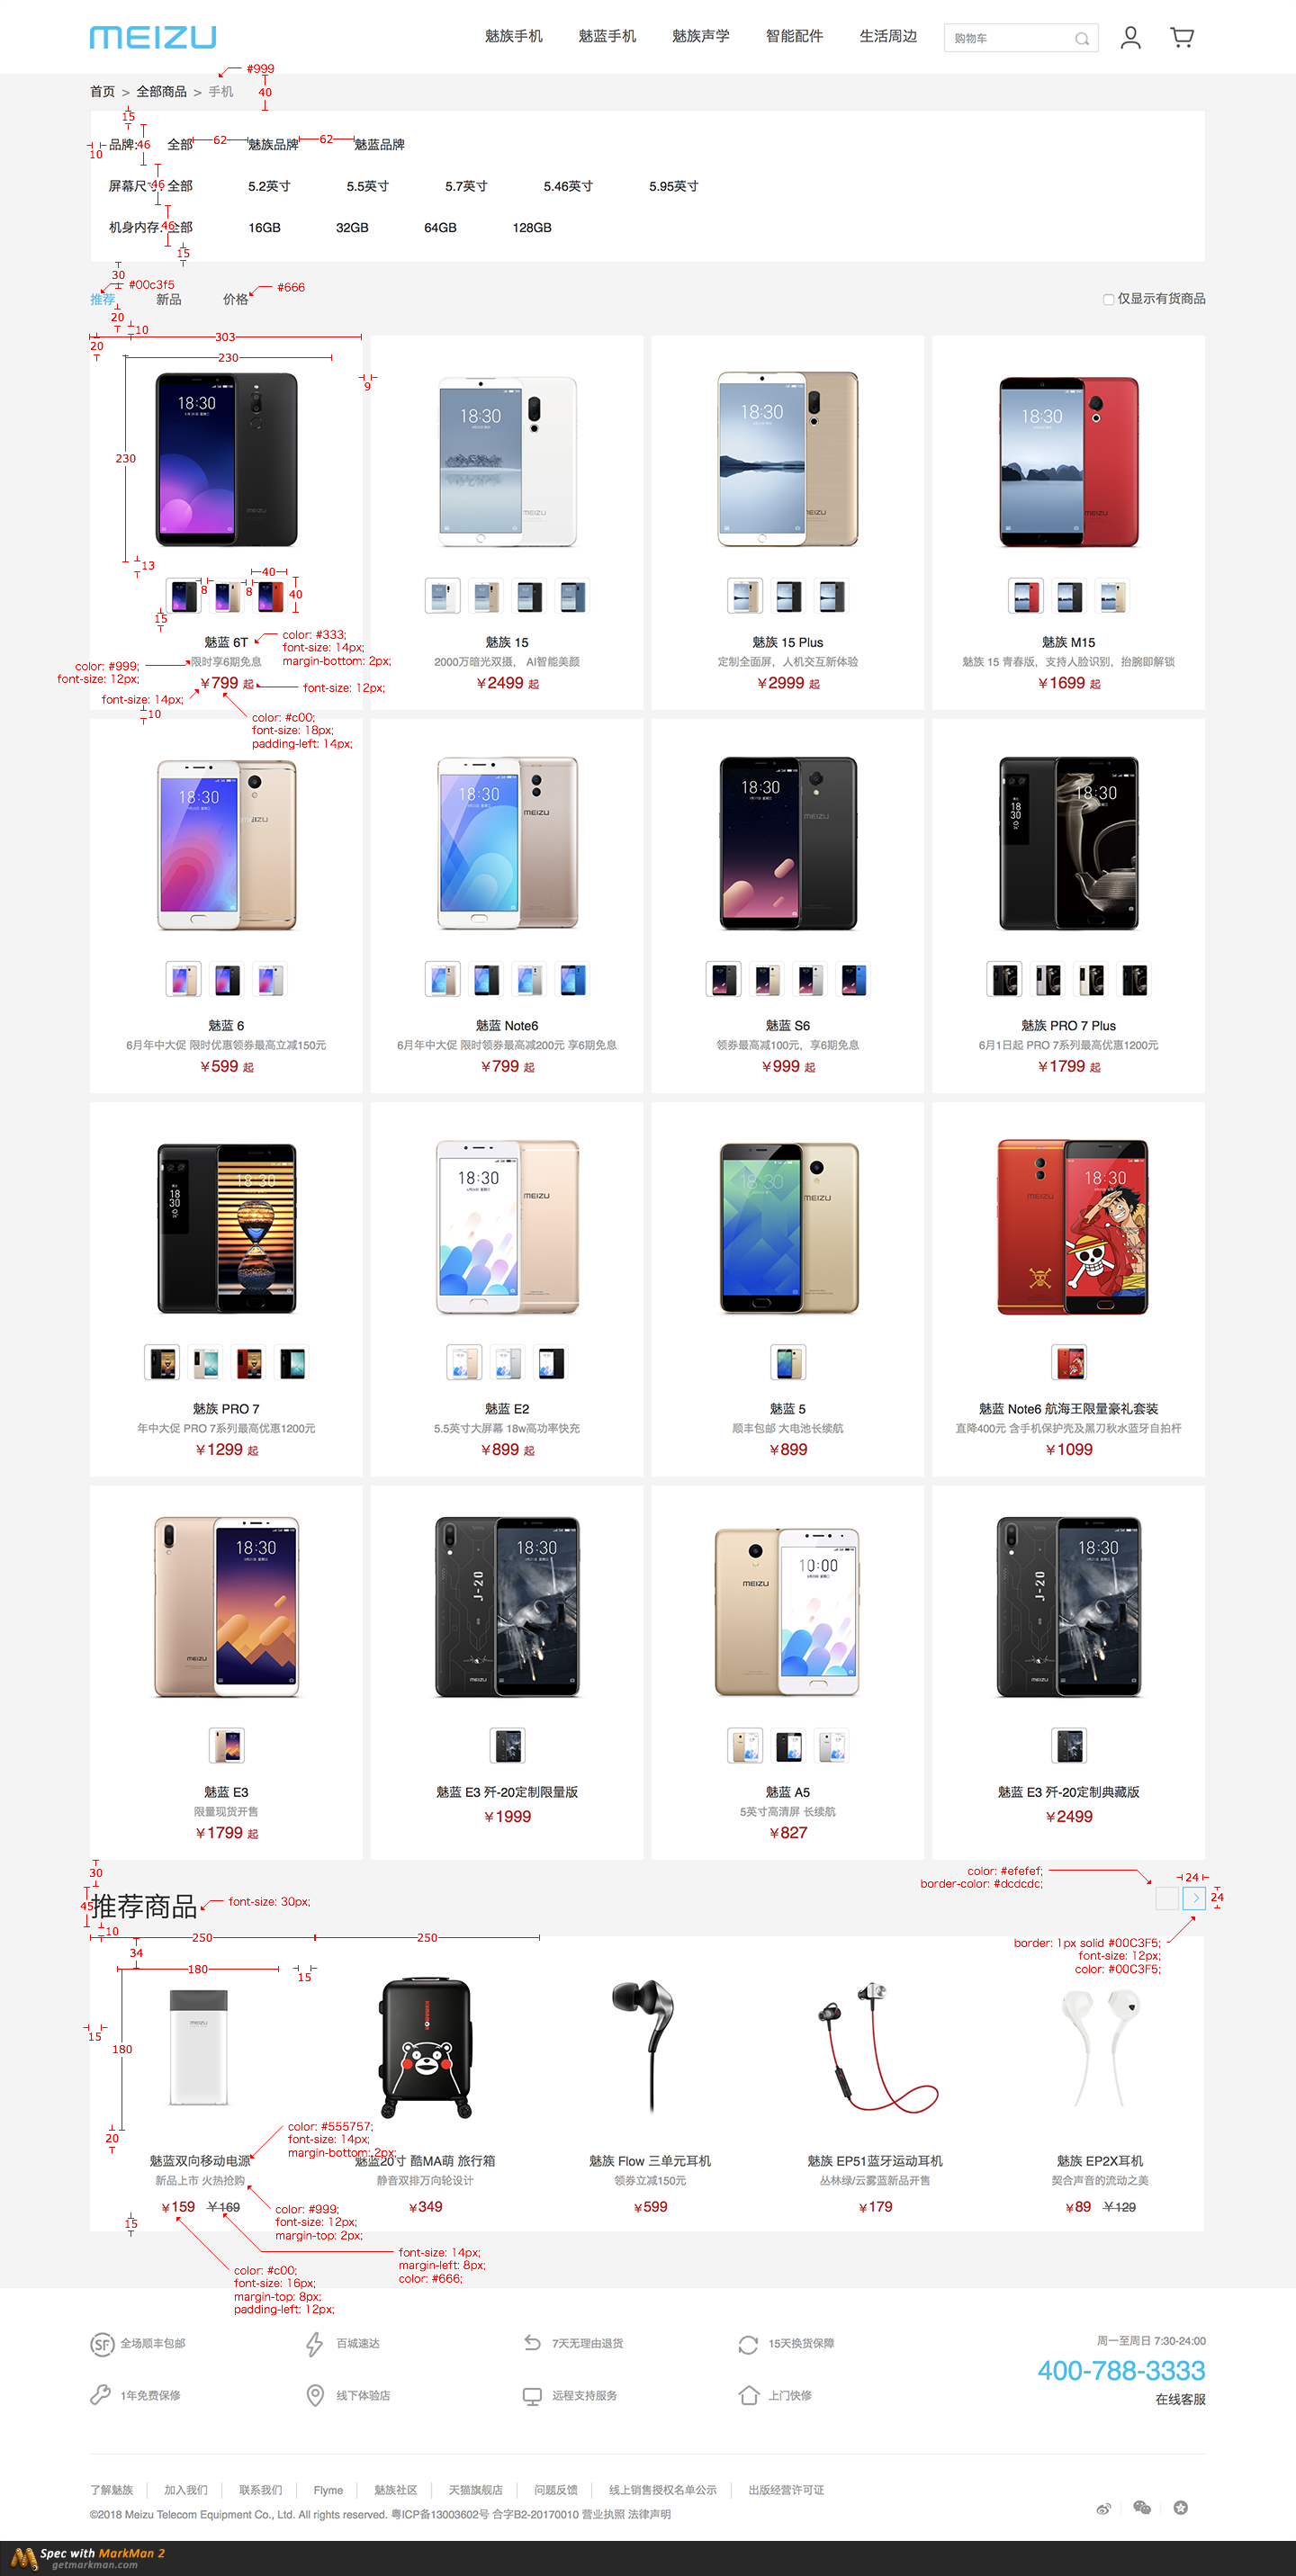 MEIZU
魅族手机 魅蓝手机 魅族声学 智能配件 生活周边 购物车
#999
首页 > 全部商品 > 手机
40
15
10 品牌: 46 全部 62 魅族品牌 62 魅蓝品牌
屏幕尺寸: 46 全部 5.2英寸 5.5英寸 5.7英寸 5.46英寸 5.95英寸
机身内存: 46 全部 16GB 32GB 64GB 128GB
15
30
#00c3f5 #666
推荐 新品 价格 仅显示有货商品
20 10
20 303
230
9
230
13
8 8 40 40
15
魅蓝 6T
限时享6期免息
¥799 起
color: #333;
font-size: 14px;
margin-bottom: 2px;
color: #999;
font-size: 12px;
font-size: 12px;
font-size: 14px;
10
color: #c00;
font-size: 18px;
padding-left: 14px;
魅族 15
2000万暗光双摄， AI智能美颜
¥2499 起
魅族 15 Plus
定制全面屏，人机交互新体验
¥2999 起
魅族 M15
魅族 15 青春版，支持人脸识别，抬腕即解锁
¥1699 起
魅蓝 6
6月年中大促 限时优惠领券最高立减150元
¥599 起
魅蓝 Note6
6月年中大促 限时领券最高减200元 享6期免息
¥799 起
魅蓝 S6
领券最高减100元，享6期免息
¥999 起
魅族 PRO 7 Plus
6月1日起 PRO 7系列最高优惠1200元
¥1799 起
魅族 PRO 7
年中大促 PRO 7系列最高优惠1200元
¥1299 起
魅蓝 E2
5.5英寸大屏幕 18w高功率快充
¥899 起
魅蓝 5
顺丰包邮 大电池长续航
¥899
魅蓝 Note6 航海王限量豪礼套装
直降400元 含手机保护壳及黑刀秋水蓝牙自拍杆
¥1099
魅蓝 E3
限量现货开售
¥1799 起
魅蓝 E3 歼-20定制限量版
¥1999
魅蓝 A5
5英寸高清屏 长续航
¥827
魅蓝 E3 歼-20定制典藏版
¥2499
30
45
推荐商品
font-size: 30px;
color: #efefef;
border-color: #dcdcdc;
24
24
10 250 250
34
border: 1px solid #00C3F5;
font-size: 12px;
color: #00C3F5;
180 15
15
180
20
color: #555757;
font-size: 14px;
margin-bottom: 2px;
魅蓝双向移动电源
新品上市 火热抢购
¥159 ¥169
魅蓝20寸 酷MA萌 旅行箱
静音双排万向轮设计
¥349
魅族 Flow 三单元耳机
领券立减150元
¥599
魅族 EP51蓝牙运动耳机
丛林绿/云雾蓝新品开售
¥179
魅族 EP2X耳机
契合声音的流动之美
¥89 ¥129
15
color: #999;
font-size: 12px;
margin-top: 2px;
font-size: 14px;
margin-left: 8px;
color: #666;
color: #c00;
font-size: 16px;
margin-top: 8px;
padding-left: 12px;
SF 全场顺丰包邮 百城速达 7天无理由退货 15天换货保障
1年免费保修 线下体验店 远程支持服务 上门快修
周一至周日 7:30-24:00
400-788-3333
在线客服
了解魅族 加入我们 联系我们 Flyme 魅族社区 天猫旗舰店 问题反馈 线上销售授权名单公示 出版经营许可证
©2018 Meizu Telecom Equipment Co., Ltd. All rights reserved. 粤ICP备13003602号 合字B2-20170010 营业执照 法律声明
Spec with MarkMan 2
getmarkman.com